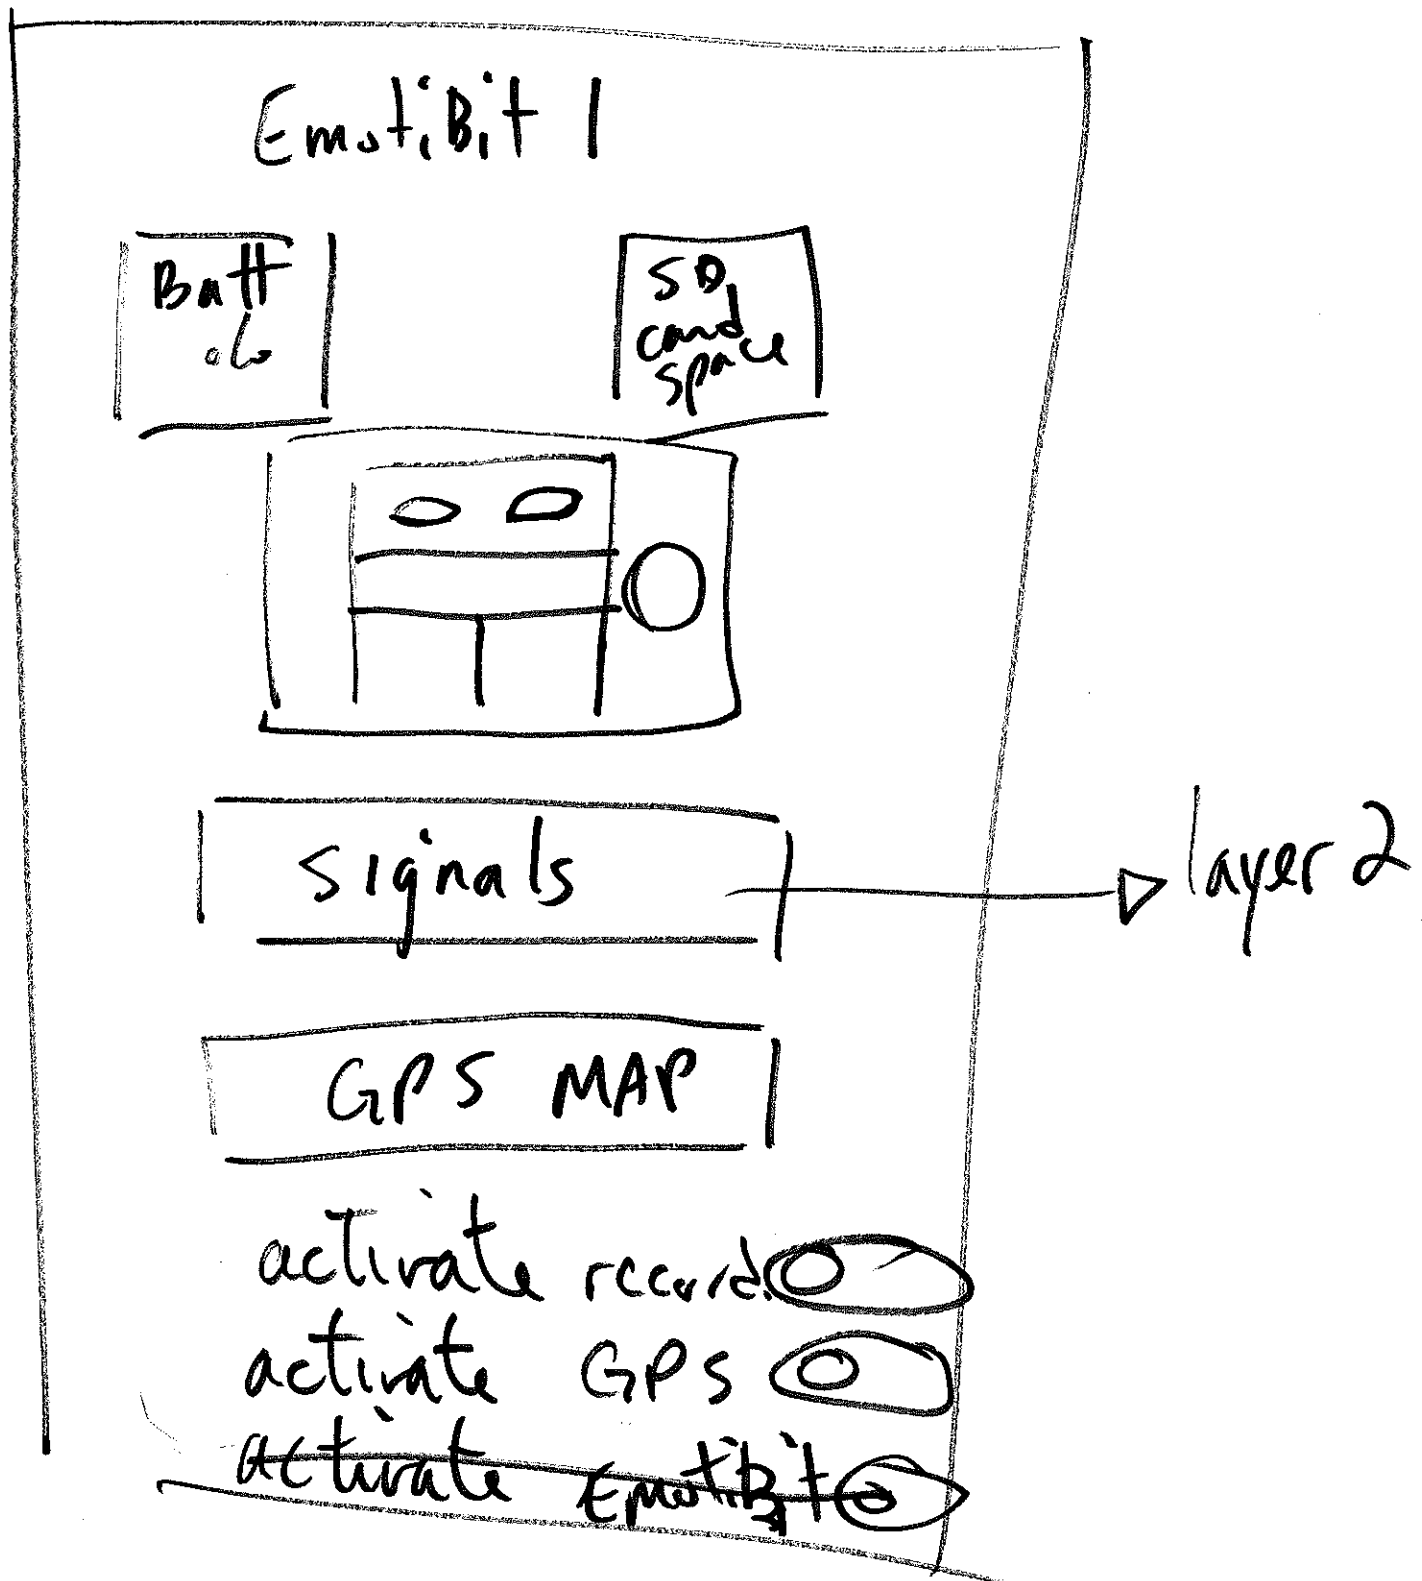 EmotiBit 1
Batt
%
SD
card
space
signals
layer 2
GPS MAP
activate record.
activate GPS
activate EmotiBit